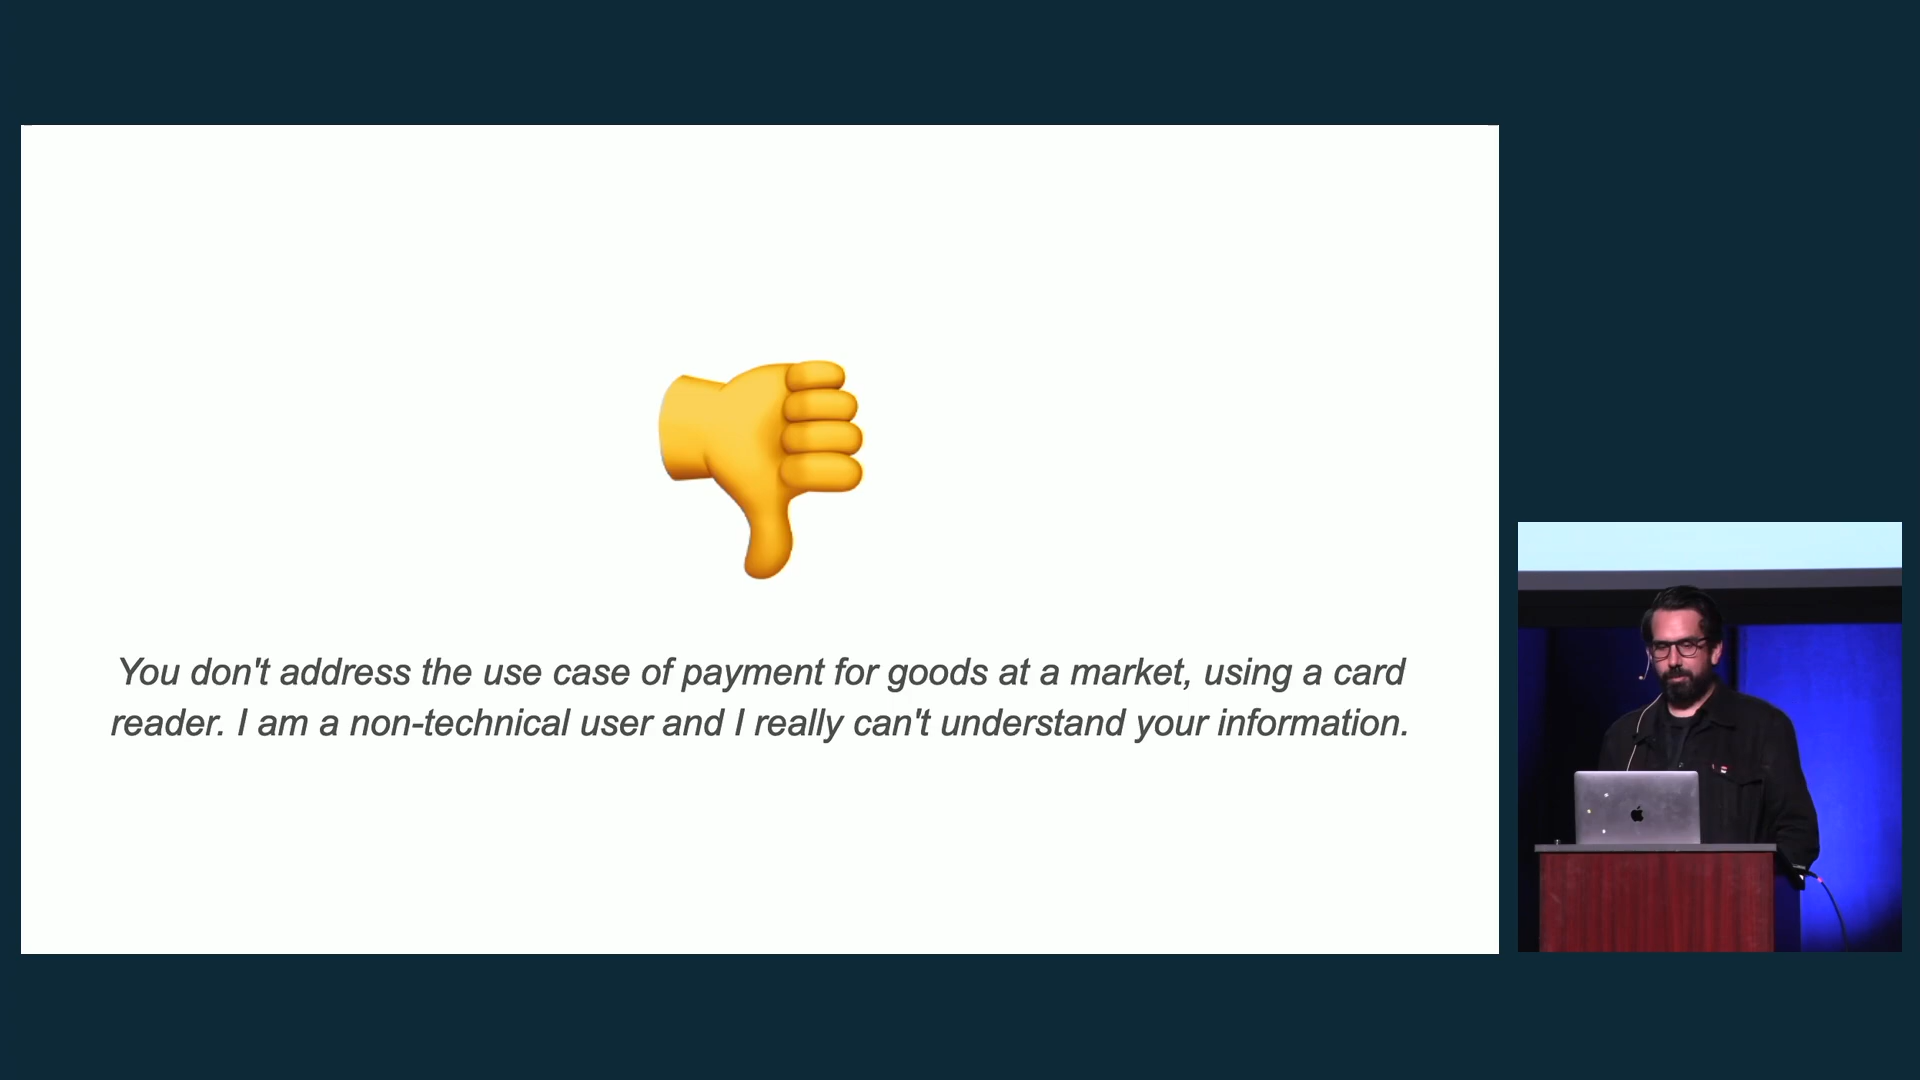 You don't address the use case of payment for goods at a market, using a card
reader. I am a non-technical user and I really can't understand your information.